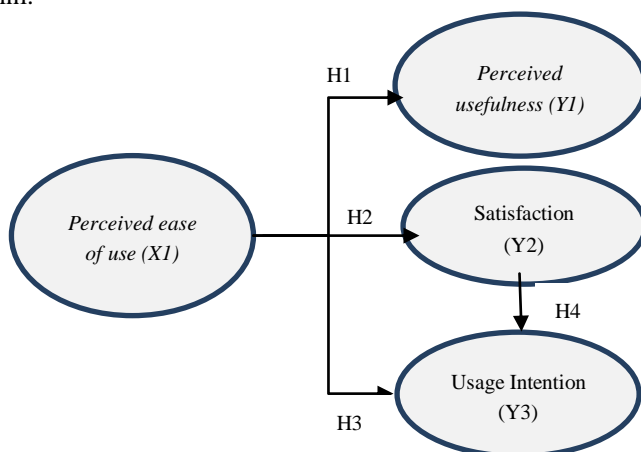 H1
Perceived
usefulness (Y1)
Perceived ease
of use (X1)
H2
Satisfaction
(Y2)
H4
Usage Intention
(Y3)
H3